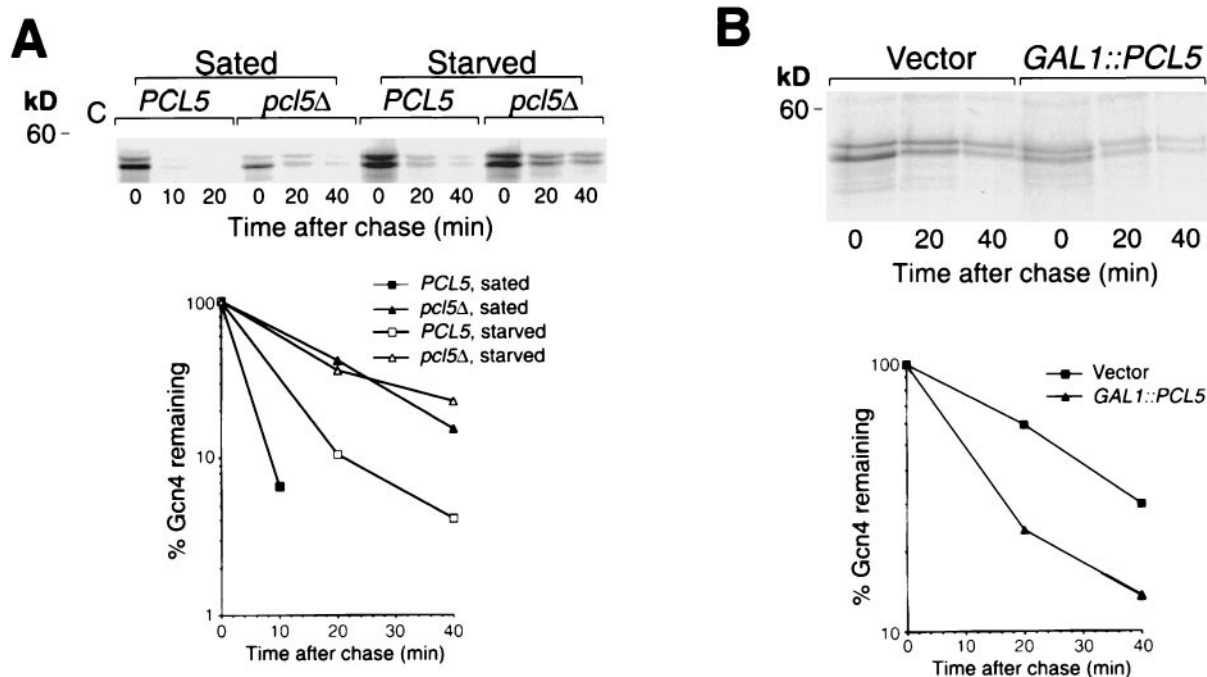 A
Sated Starved
kD
C PCL5 pcl5Δ PCL5 pcl5Δ
60 -
0 10 20 0 20 40 0 20 40 0 20 40
Time after chase (min)
PCL5, sated
pcl5Δ, sated
PCL5, starved
pcl5Δ, starved
% Gcn4 remaining
100
10
1
0 10 20 30 40
Time after chase (min)
B
Vector GAL1::PCL5
kD
60 -
0 20 40 0 20 40
Time after chase (min)
Vector
GAL1::PCL5
% Gcn4 remaining
100
10
0 10 20 30 40
Time after chase (min)